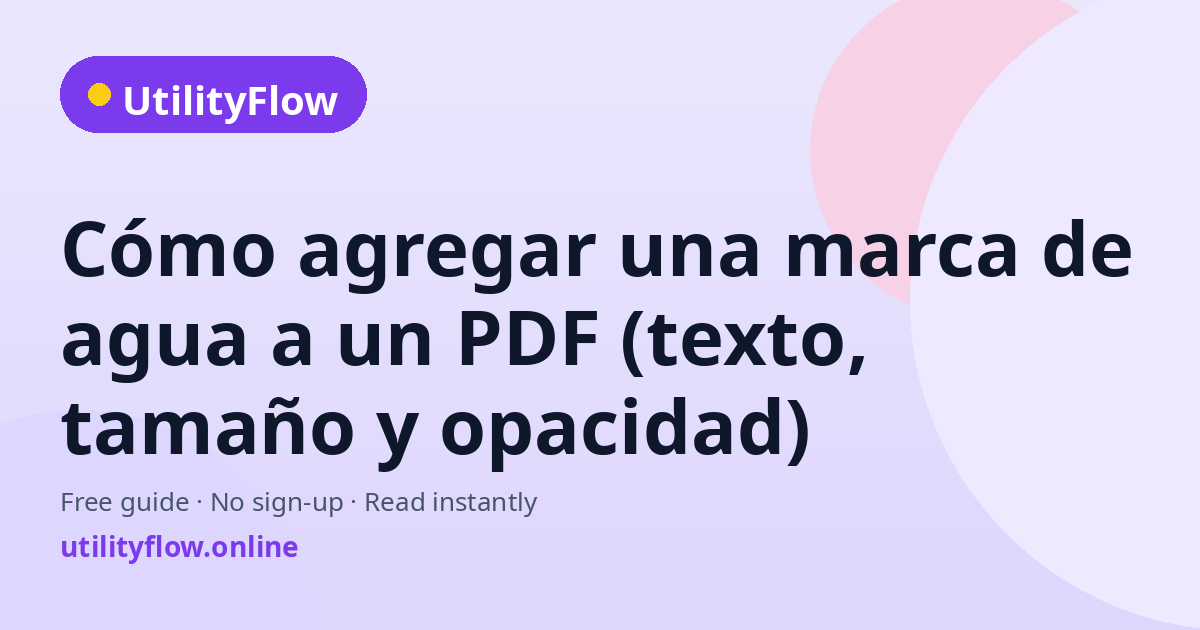 UtilityFlow
Cómo agregar una marca de
agua a un PDF (texto,
tamaño y opacidad)
Free guide · No sign-up · Read instantly
utilityflow.online